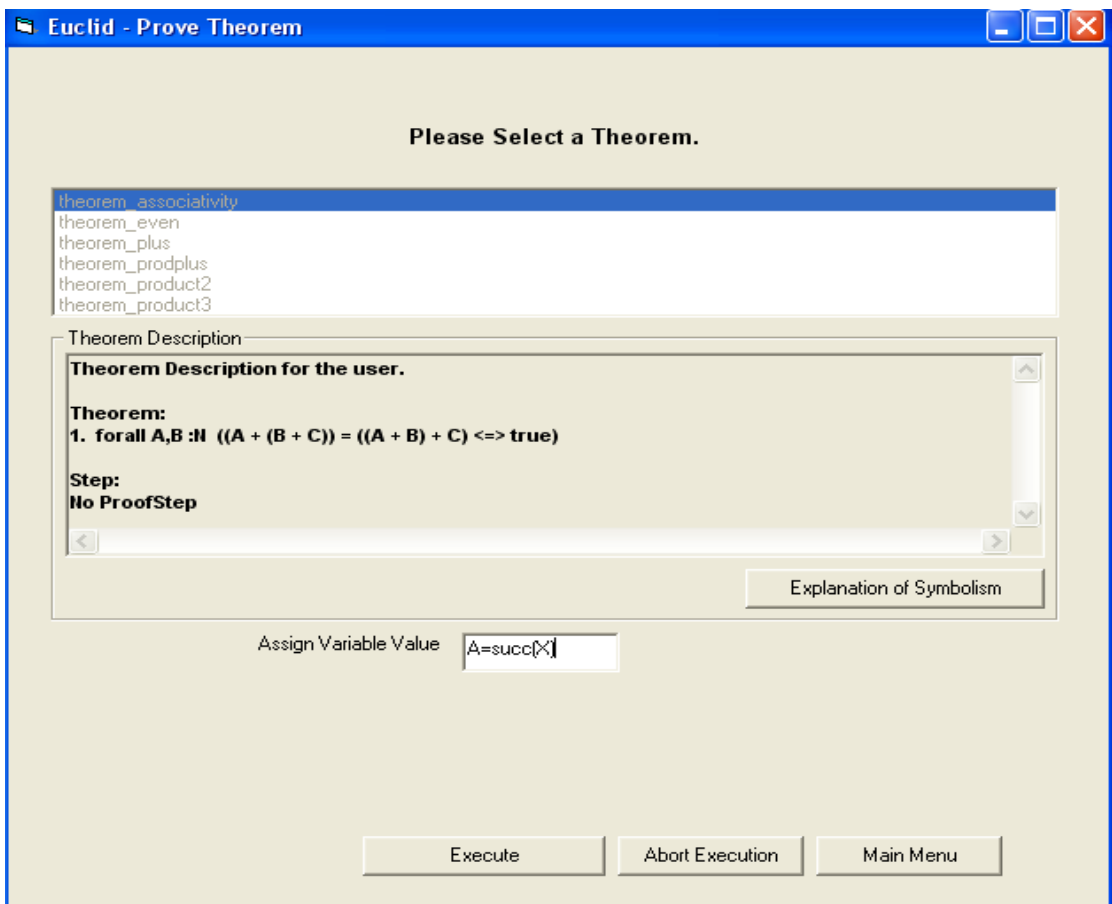 Euclid - Prove Theorem
Please Select a Theorem.
theorem_associativity
theorem_even
theorem_plus
theorem_prodplus
theorem_product2
theorem_product3
Theorem Description
Theorem Description for the user.
Theorem:
1. forall A,B :N ((A + (B + C)) = ((A + B) + C) <=> true)
Step:
No ProofStep
Explanation of Symbolism
Assign Variable Value A=succ(X)
Execute Abort Execution Main Menu